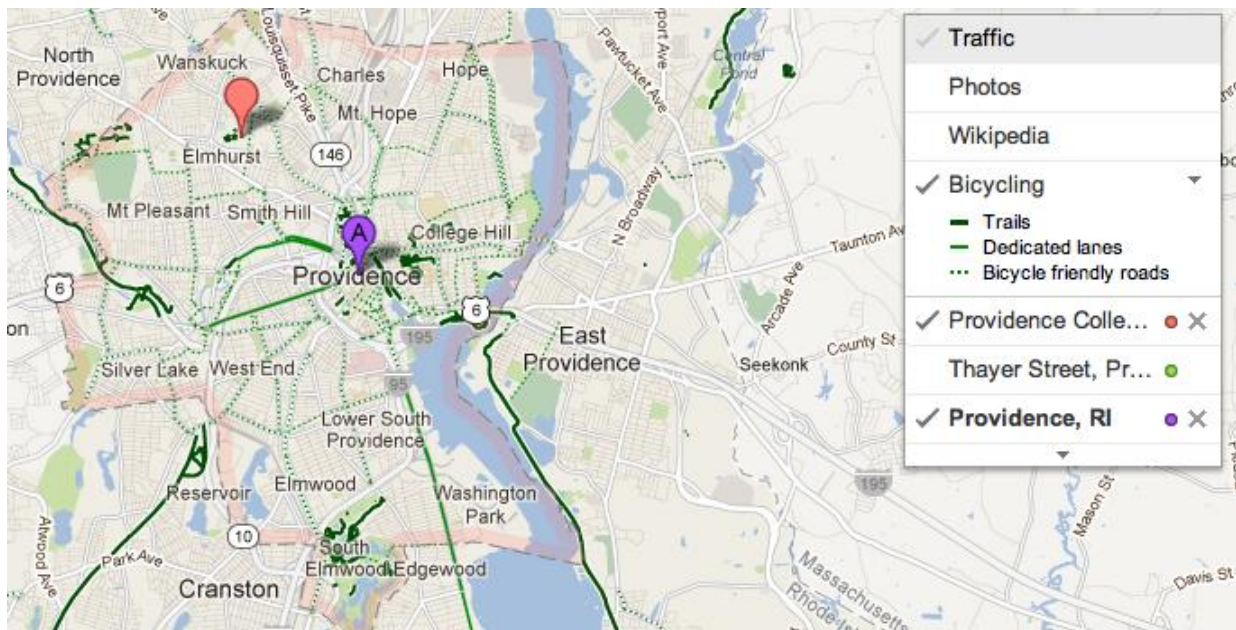 North
Providence
Wanskuck
Louisquisset Pike
Charles
Hope
Mt. Hope
Pawtucket Ave
Central
Pond
Elmhurst
146
Mt Pleasant
Smith Hill
College Hill
N Broadway
Taunton Av
A
Providence
6
6
195
East
Providence
Arcade Ave
County St
Seekonk
Silver Lake
West End
95
Lower South
Providence
195
Reservoir
Elmwood
Washington
Park
10
Atwood Ave
Park Ave
South
Elmwood
Edgewood
Cranston
Mason St
Davis St
Massachusetts
Rhode Is
Traffic
Photos
Wikipedia
Bicycling
Trails
Dedicated lanes
Bicycle friendly roads
Providence Colle...
Thayer Street, Pr...
Providence, RI